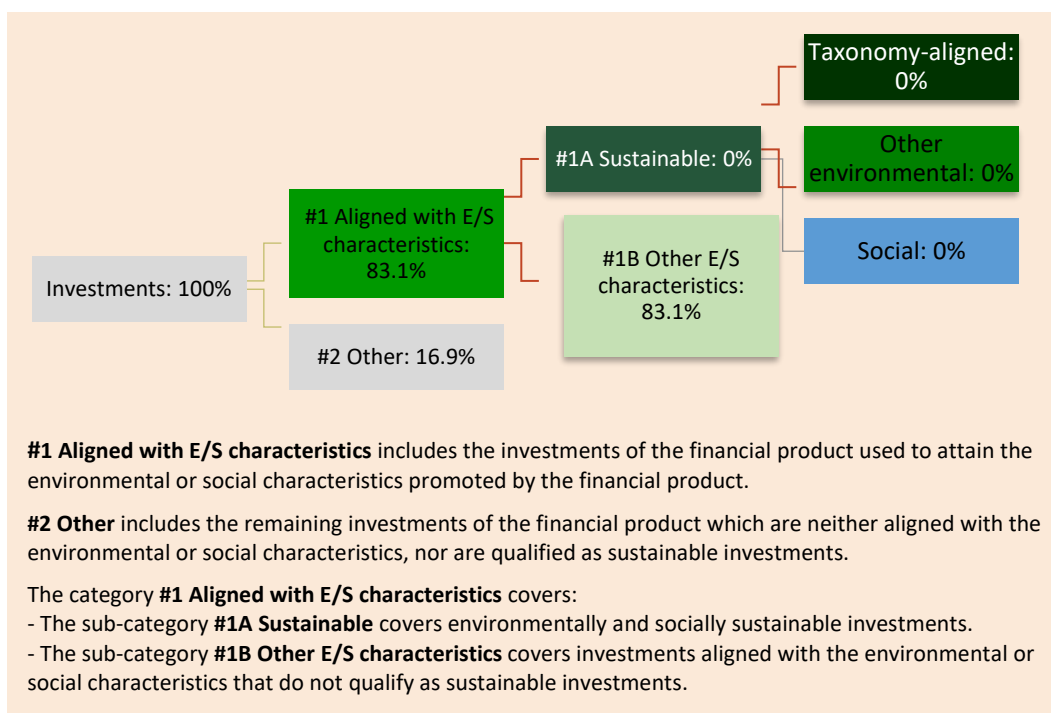 Taxonomy-aligned:
0%
#1A Sustainable: 0%
Other
environmental: 0%
#1 Aligned with E/S
characteristics:
83.1%
#1B Other E/S
characteristics:
83.1%
Social: 0%
Investments: 100%
#2 Other: 16.9%
#1 Aligned with E/S characteristics includes the investments of the financial product used to attain the
environmental or social characteristics promoted by the financial product.
#2 Other includes the remaining investments of the financial product which are neither aligned with the
environmental or social characteristics, nor are qualified as sustainable investments.
The category #1 Aligned with E/S characteristics covers:
- The sub-category #1A Sustainable covers environmentally and socially sustainable investments.
- The sub-category #1B Other E/S characteristics covers investments aligned with the environmental or
social characteristics that do not qualify as sustainable investments.